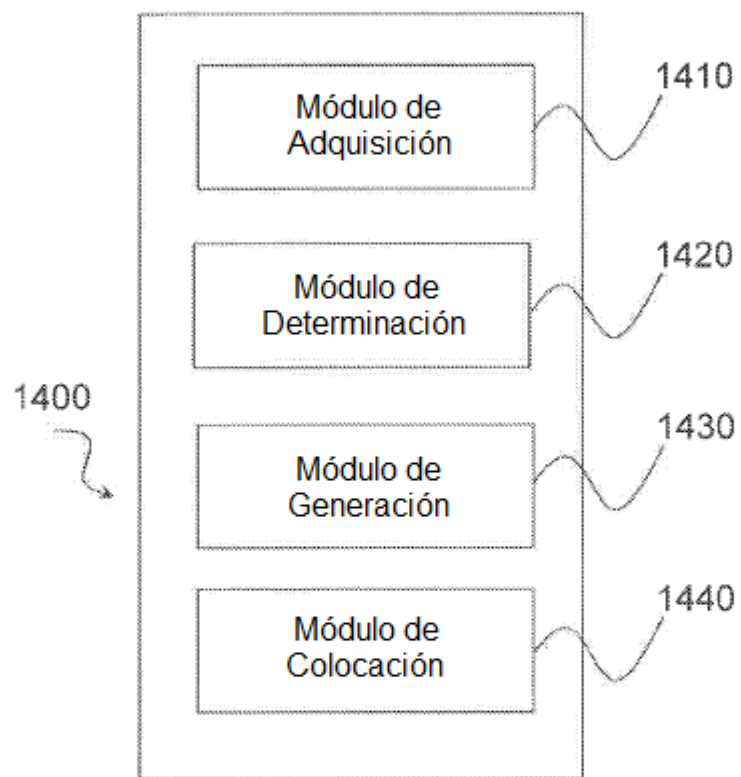 1410
Módulo de
Adquisición
1420
Módulo de
Determinación
1400
1430
Módulo de
Generación
1440
Módulo de
Colocación